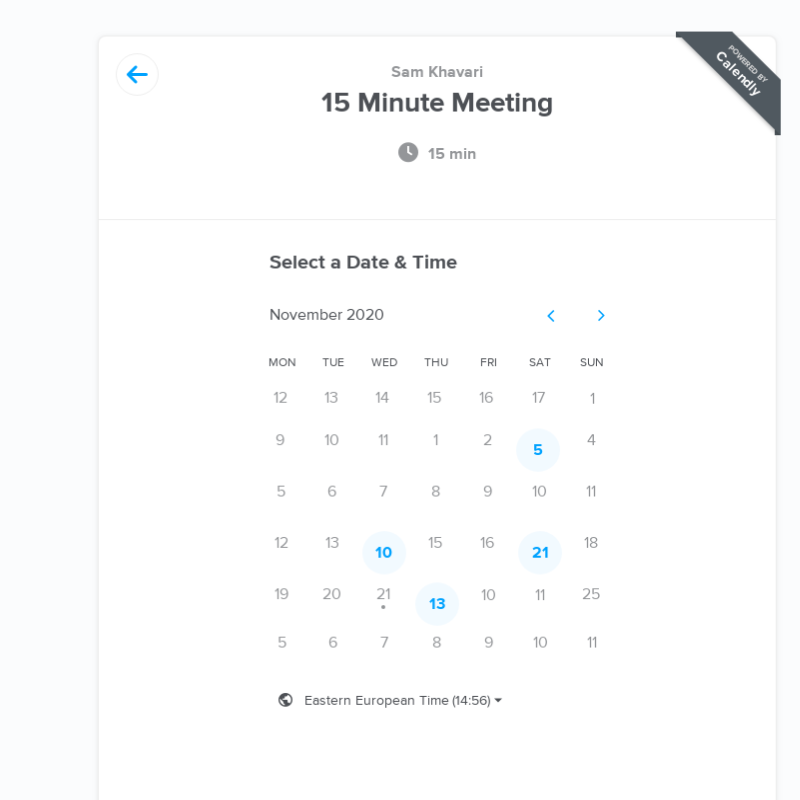 POWERED BY
Calendly
Sam Khavari
15 Minute Meeting
15 min
Select a Date & Time
November 2020
MON TUE WED THU FRI SAT SUN
12 13 14 15 16 17 1
9 10 11 1 2 5 4
5 6 7 8 9 10 11
12 13 10 15 16 21 18
19 20 21 13 10 11 25
5 6 7 8 9 10 11
Eastern European Time (14:56)